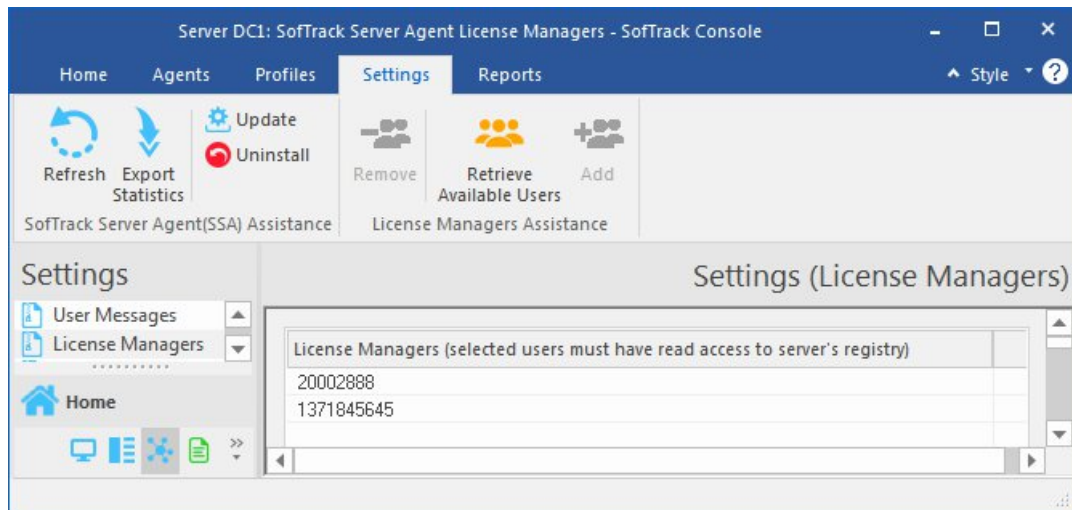 Server DC1: SofTrack Server Agent License Managers - SofTrack Console
Home Agents Profiles Settings Reports Style ?
Update
Uninstall
Refresh Export Statistics
Remove Retrieve Available Users Add
SofTrack Server Agent(SSA) Assistance License Managers Assistance
Settings
Settings (License Managers)
User Messages
License Managers
Home
License Managers (selected users must have read access to server's registry)
20002888
1371845645